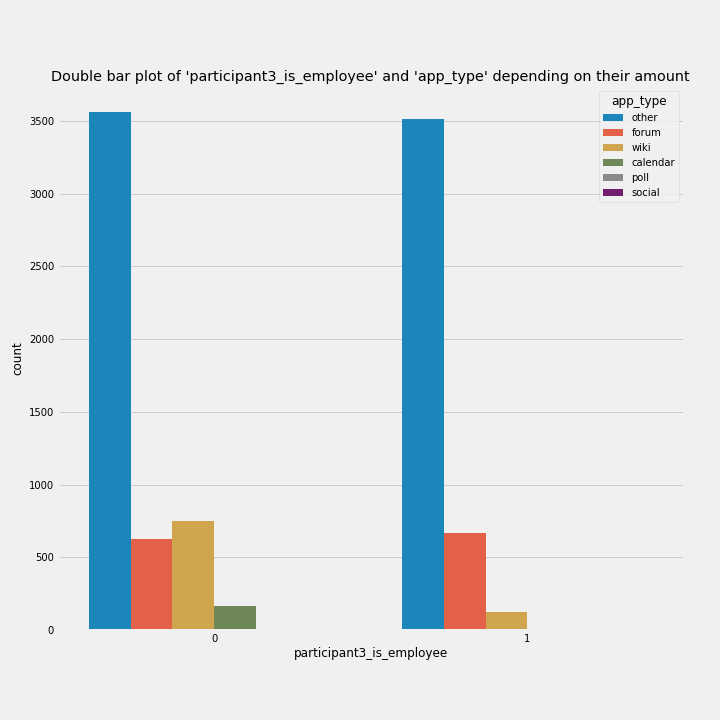 Double bar plot of 'participant3_is_employee' and 'app_type' depending on their amount
app_type
other
forum
wiki
calendar
poll
social
3500
3000
2500
2000
1500
1000
500
0
count
0
1
participant3_is_employee